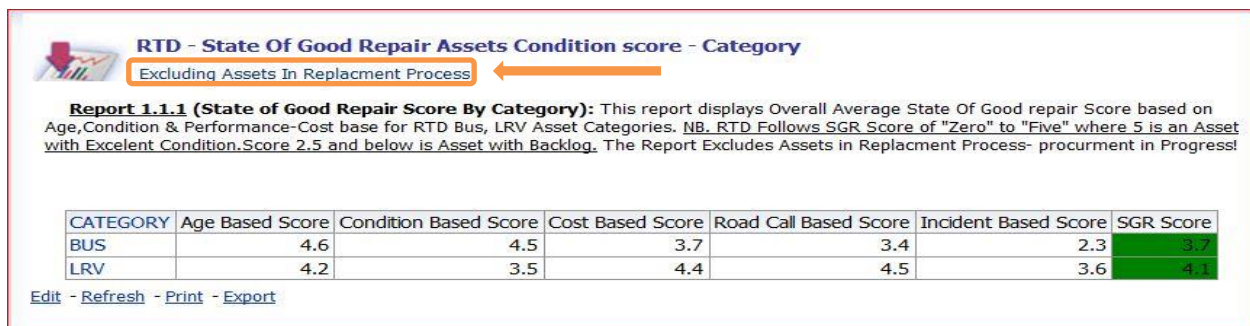 RTD - State Of Good Repair Assets Condition score - Category
Excluding Assets In Replacment Process
Report 1.1.1 (State of Good Repair Score By Category): This report displays Overall Average State Of Good repair Score based on
Age,Condition & Performance-Cost base for RTD Bus, LRV Asset Categories. NB. RTD Follows SGR Score of "Zero" to "Five" where 5 is an Asset
with Excelent Condition.Score 2.5 and below is Asset with Backlog. The Report Excludes Assets in Replacment Process- procurment in Progress!
CATEGORY Age Based Score Condition Based Score Cost Based Score Road Call Based Score Incident Based Score SGR Score
BUS 4.6 4.5 3.7 3.4 2.3 3.7
LRV 4.2 3.5 4.4 4.5 3.6 4.1
Edit - Refresh - Print - Export